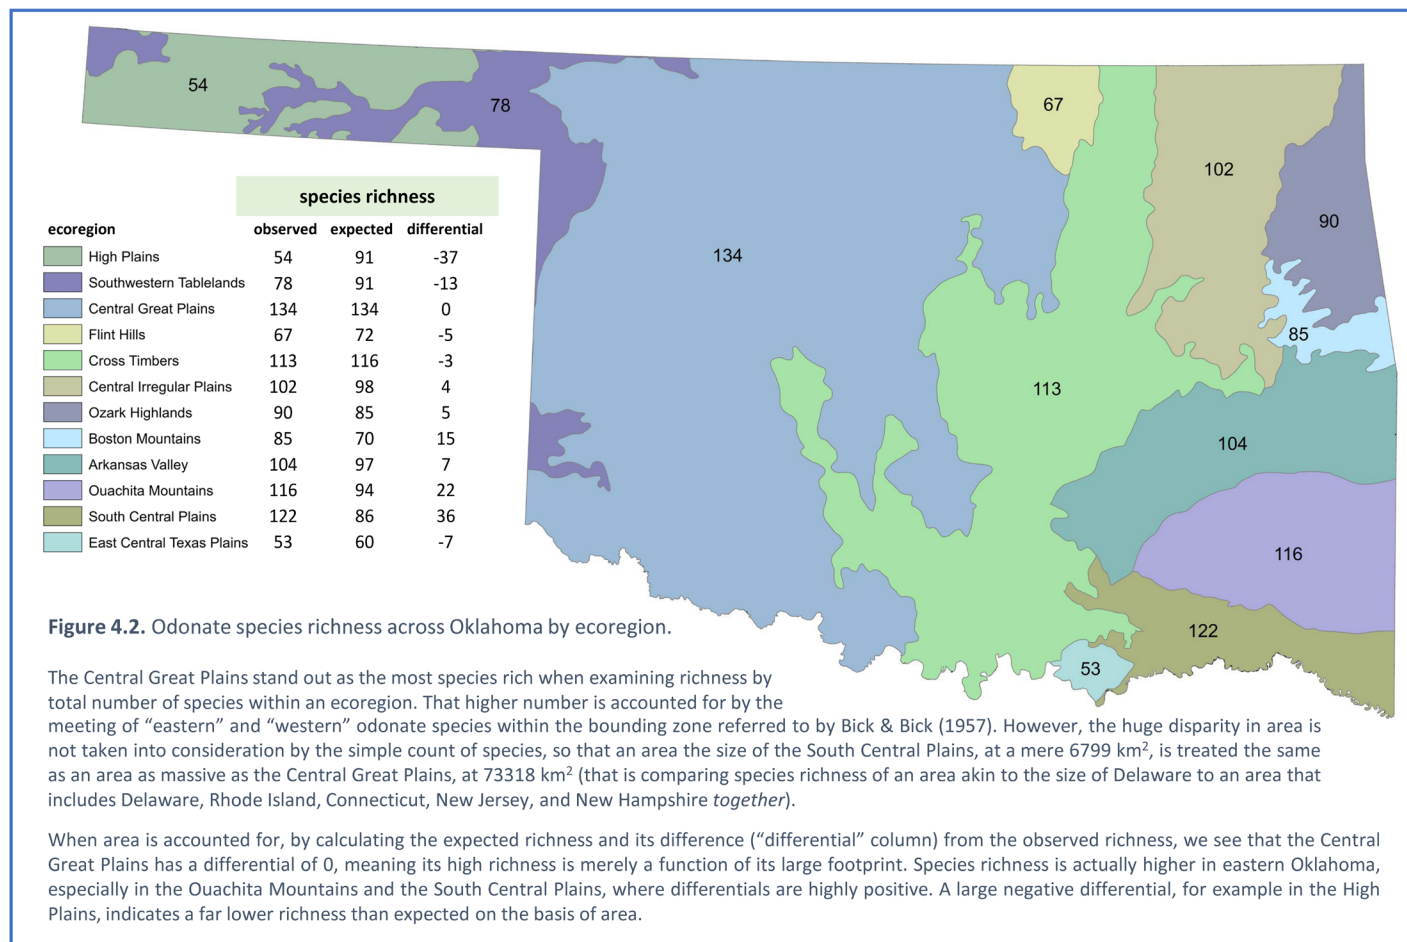 54
78
67
102
90
134
85
113
104
116
122
53
species richness
ecoregion observed expected differential
High Plains 54 91 -37
Southwestern Tablelands 78 91 -13
Central Great Plains 134 134 0
Flint Hills 67 72 -5
Cross Timbers 113 116 -3
Central Irregular Plains 102 98 4
Ozark Highlands 90 85 5
Boston Mountains 85 70 15
Arkansas Valley 104 97 7
Ouachita Mountains 116 94 22
South Central Plains 122 86 36
East Central Texas Plains 53 60 -7
Figure 4.2. Odonate species richness across Oklahoma by ecoregion.
The Central Great Plains stand out as the most species rich when examining richness by
total number of species within an ecoregion. That higher number is accounted for by the
meeting of “eastern” and “western” odonate species within the bounding zone referred to by Bick & Bick (1957). However, the huge disparity in area is
not taken into consideration by the simple count of species, so that an area the size of the South Central Plains, at a mere 6799 km², is treated the same
as an area as massive as the Central Great Plains, at 73318 km² (that is comparing species richness of an area akin to the size of Delaware to an area that
includes Delaware, Rhode Island, Connecticut, New Jersey, and New Hampshire together).
When area is accounted for, by calculating the expected richness and its difference (“differential” column) from the observed richness, we see that the Central
Great Plains has a differential of 0, meaning its high richness is merely a function of its large footprint. Species richness is actually higher in eastern Oklahoma,
especially in the Ouachita Mountains and the South Central Plains, where differentials are highly positive. A large negative differential, for example in the High
Plains, indicates a far lower richness than expected on the basis of area.